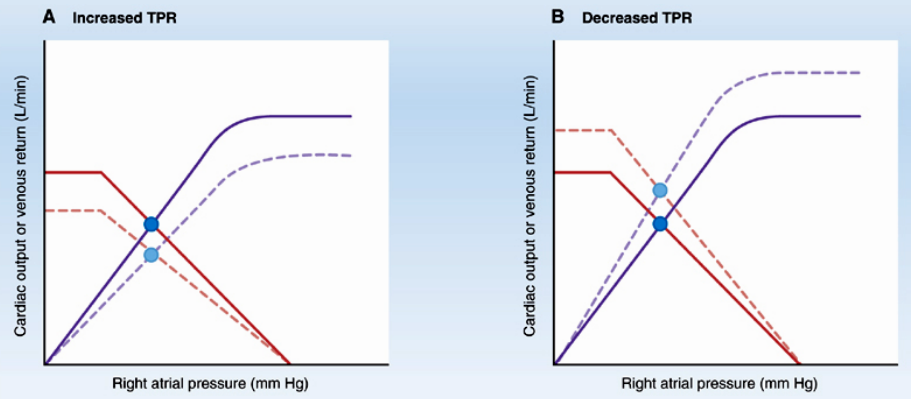 A Increased TPR
Cardiac output or venous return (L/min)
Right atrial pressure (mm Hg)
B Decreased TPR
Cardiac output or venous return (L/min)
Right atrial pressure (mm Hg)